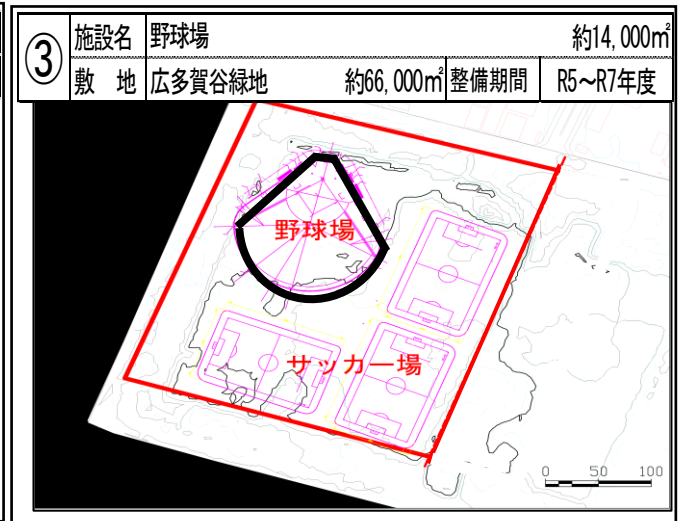 ③ 施設名 野球場 約14,000㎡
敷 地 広多賀谷緑地 約66,000㎡ 整備期間 R5～R7年度
野球場
サッカー場
0 50 100